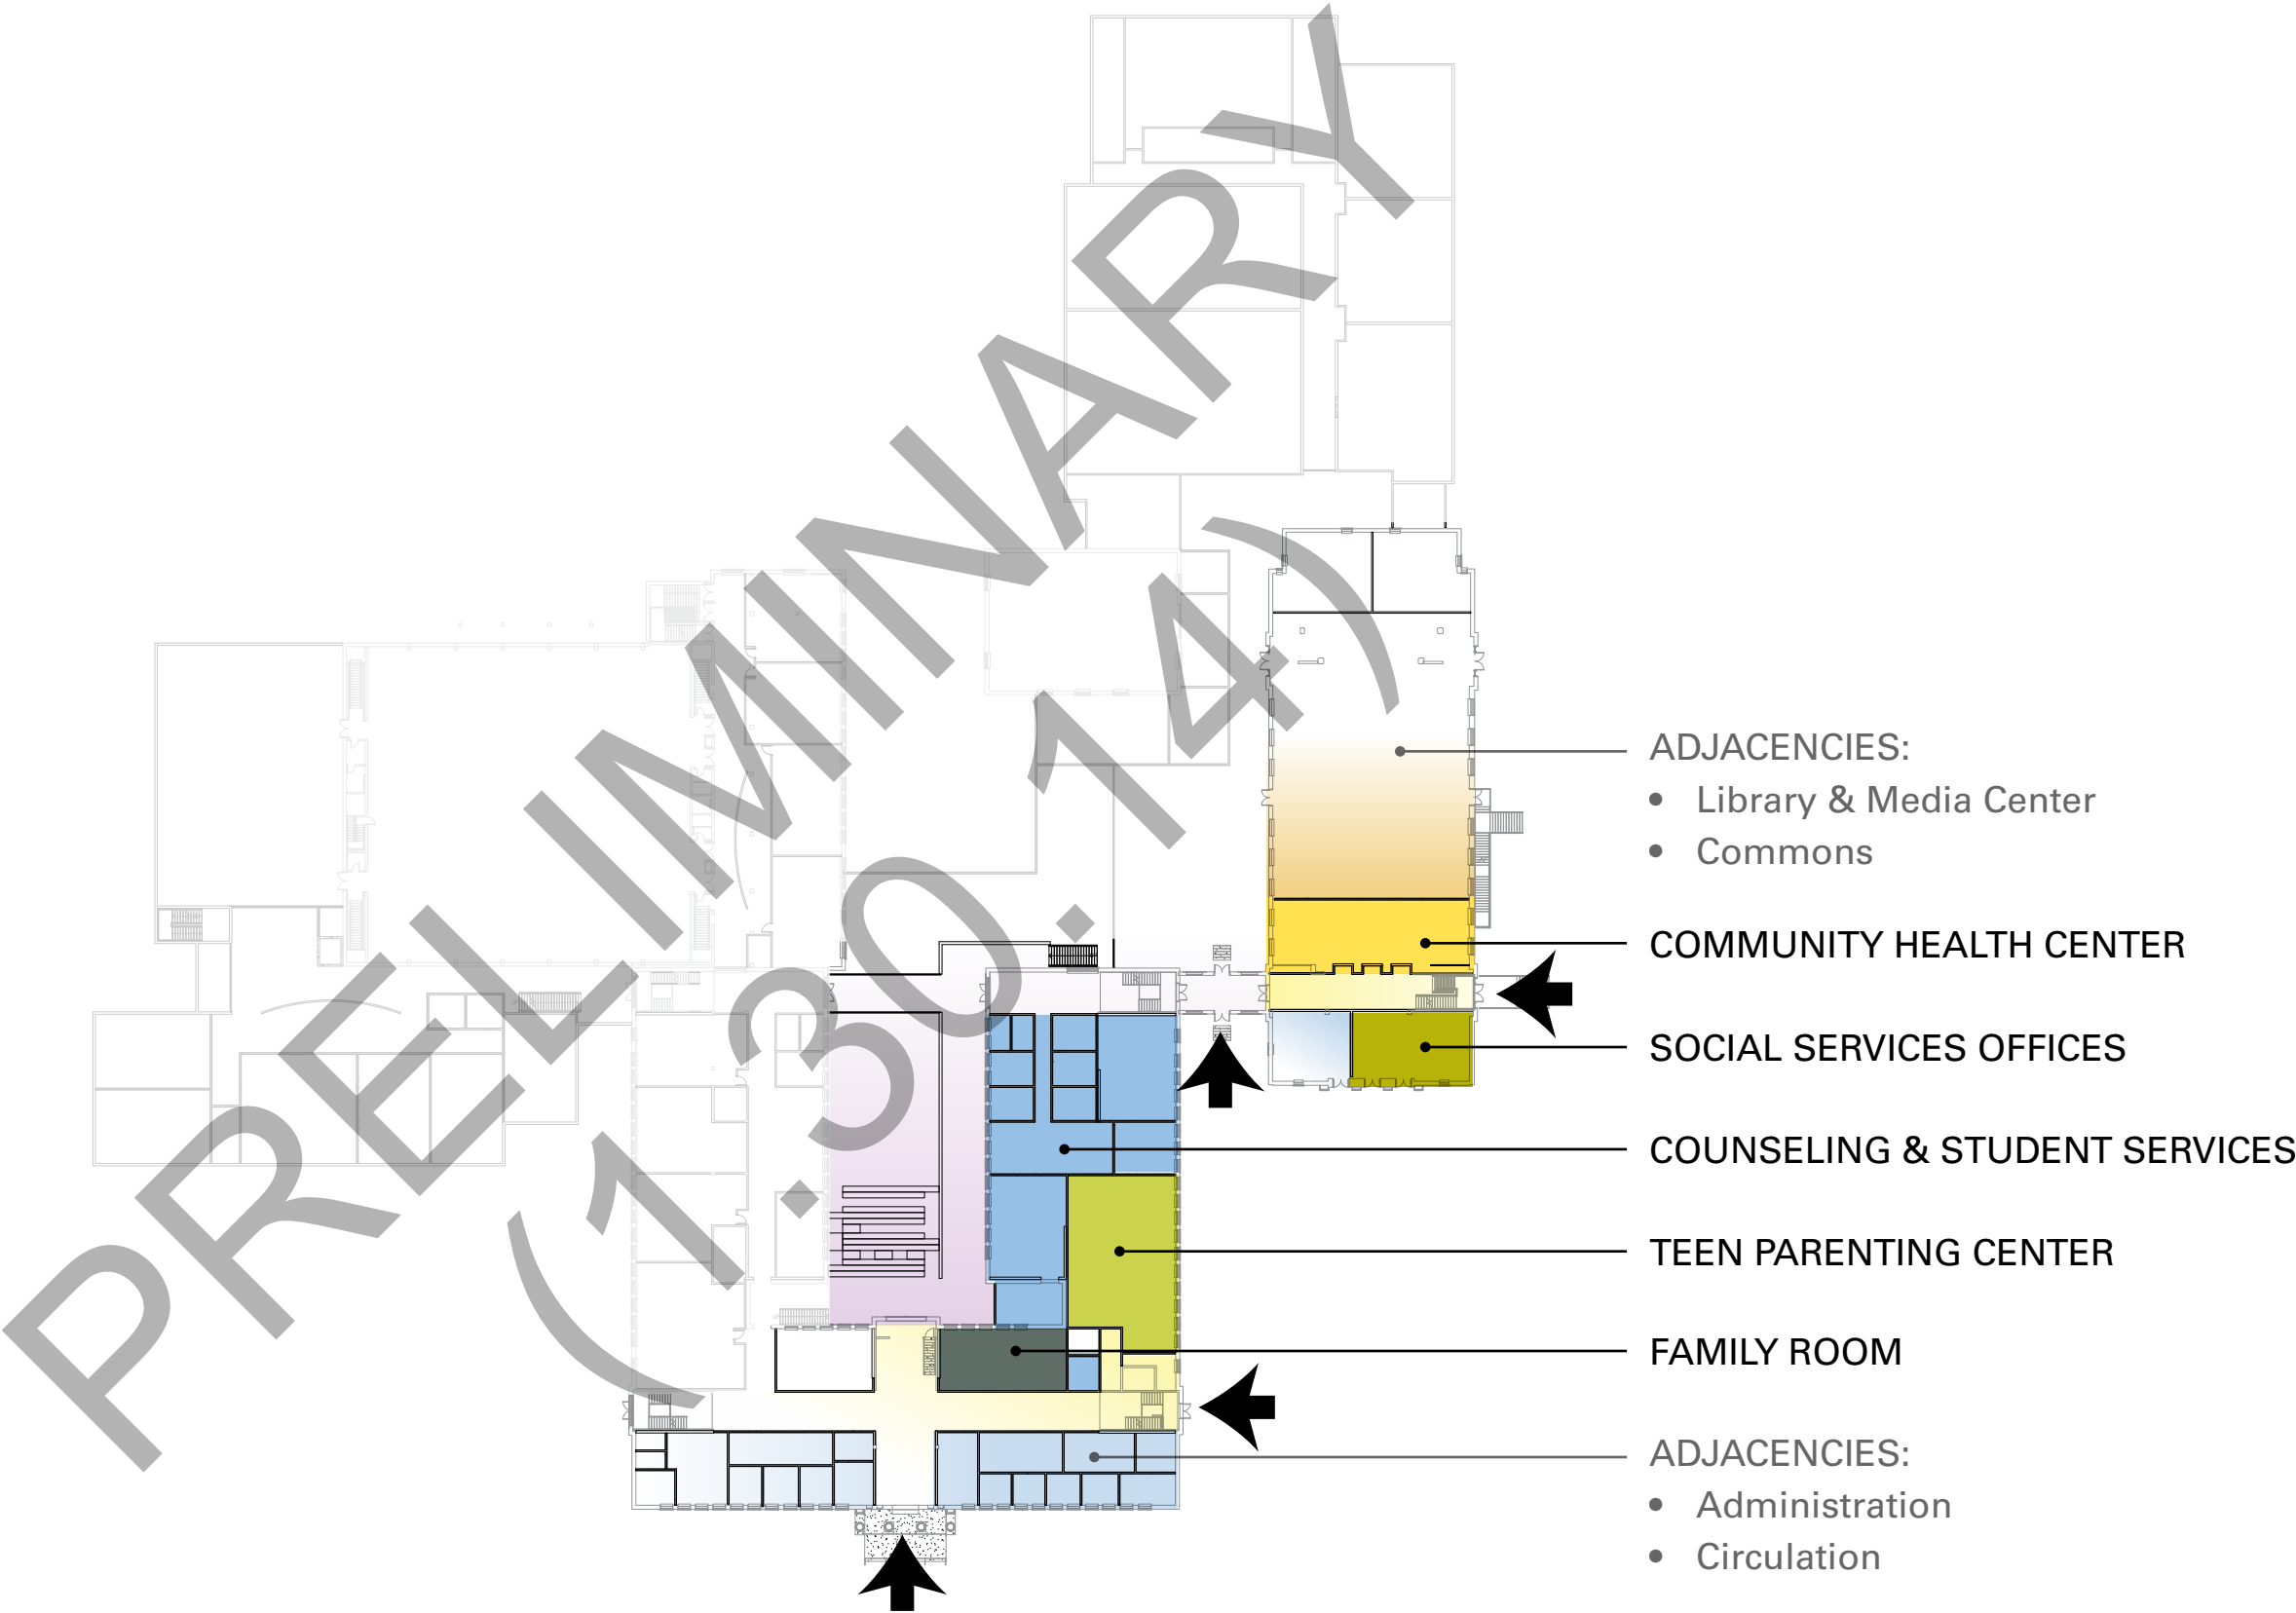 PRELIMINARY
(1.30.14)
ADJACENCIES:
• Library & Media Center
• Commons
COMMUNITY HEALTH CENTER
SOCIAL SERVICES OFFICES
COUNSELING & STUDENT SERVICES
TEEN PARENTING CENTER
FAMILY ROOM
ADJACENCIES:
• Administration
• Circulation